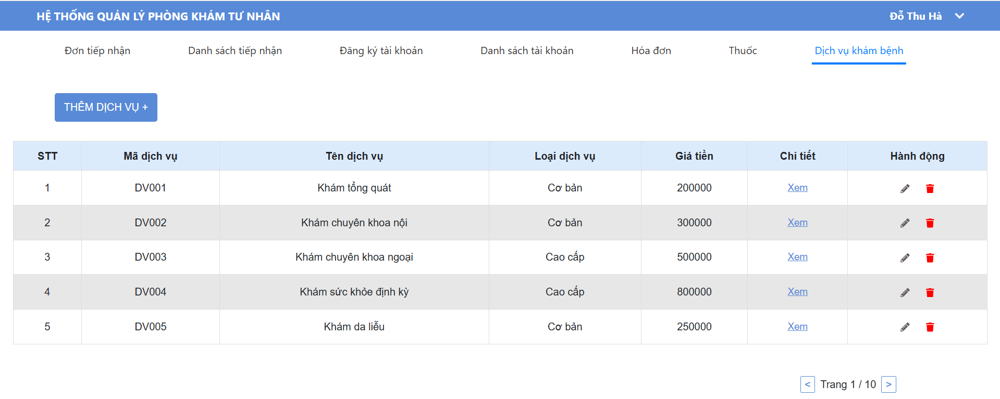 HỆ THỐNG QUẢN LÝ PHÒNG KHÁM TƯ NHÂN Đỗ Thu Hà
Đơn tiếp nhận Danh sách tiếp nhận Đăng ký tài khoản Danh sách tài khoản Hóa đơn Thuốc Dịch vụ khám bệnh
THÊM DỊCH VỤ +
STT Mã dịch vụ Tên dịch vụ Loại dịch vụ Giá tiền Chi tiết Hành động
1 DV001 Khám tổng quát Cơ bản 200000 Xem
2 DV002 Khám chuyên khoa nội Cơ bản 300000 Xem
3 DV003 Khám chuyên khoa ngoại Cao cấp 500000 Xem
4 DV004 Khám sức khỏe định kỳ Cao cấp 800000 Xem
5 DV005 Khám da liễu Cơ bản 250000 Xem
< Trang 1 / 10 >